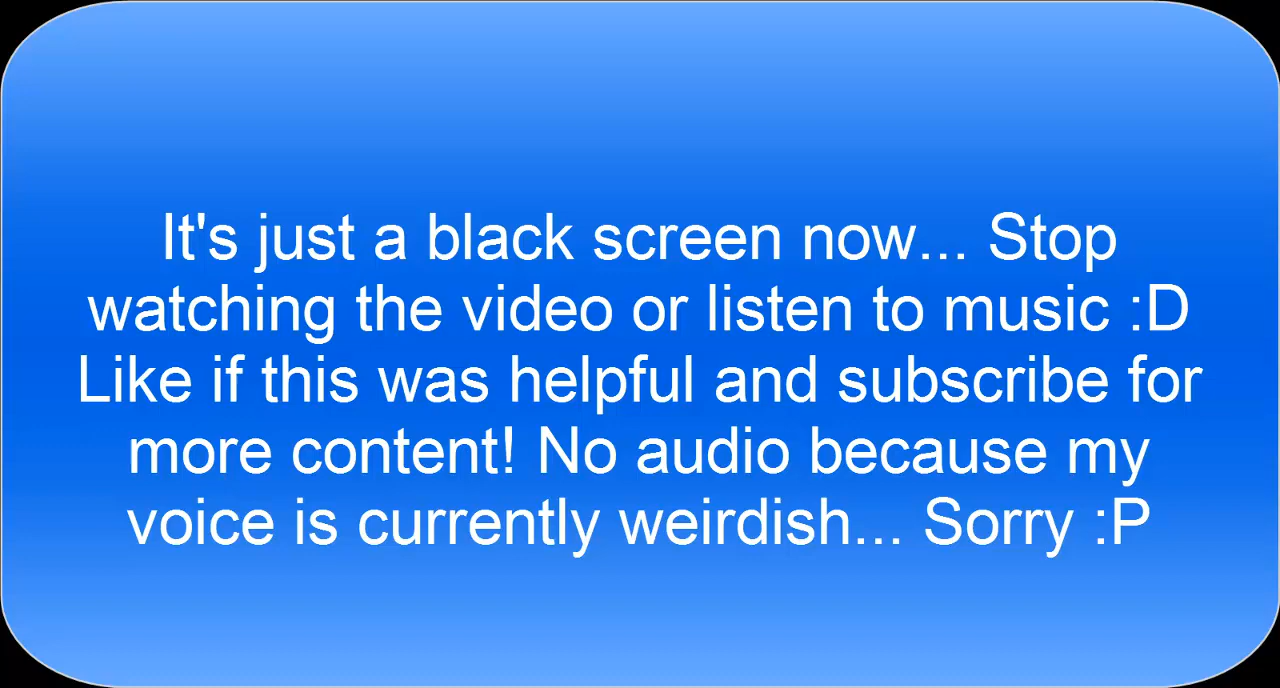 It's just a black screen now... Stop
watching the video or listen to music :D
Like if this was helpful and subscribe for
more content! No audio because my
voice is currently weirdish... Sorry :P